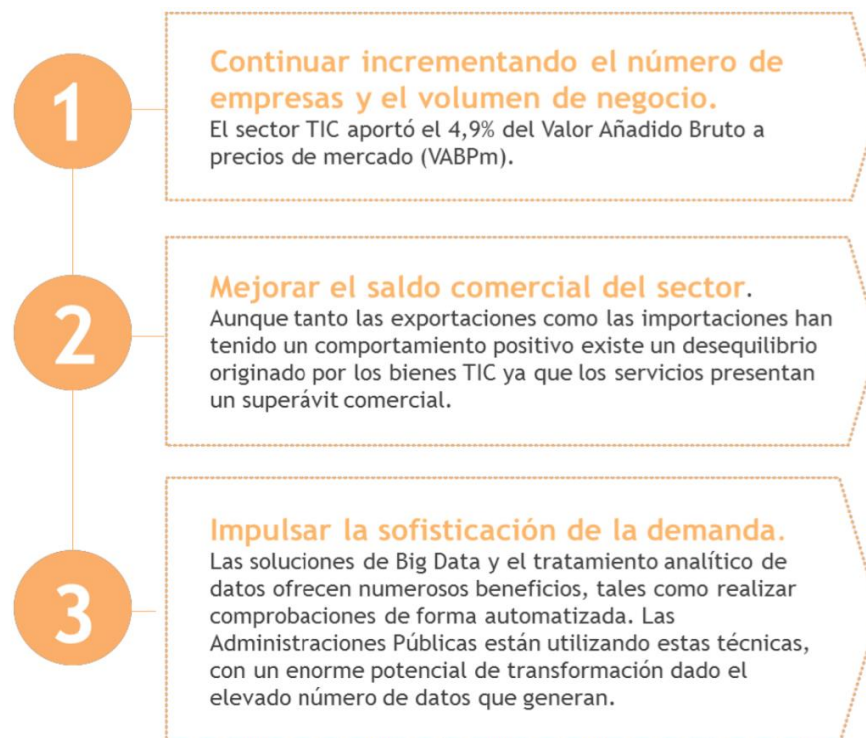 1
Continuar incrementando el número de
empresas y el volumen de negocio.
El sector TIC aportó el 4,9% del Valor Añadido Bruto a
precios de mercado (VABPm).
2
Mejorar el saldo comercial del sector.
Aunque tanto las exportaciones como las importaciones han
tenido un comportamiento positivo existe un desequilibrio
originado por los bienes TIC ya que los servicios presentan
un superávit comercial.
3
Impulsar la sofisticación de la demanda.
Las soluciones de Big Data y el tratamiento analítico de
datos ofrecen numerosos beneficios, tales como realizar
comprobaciones de forma automatizada. Las
Administraciones Públicas están utilizando estas técnicas,
con un enorme potencial de transformación dado el
elevado número de datos que generan.